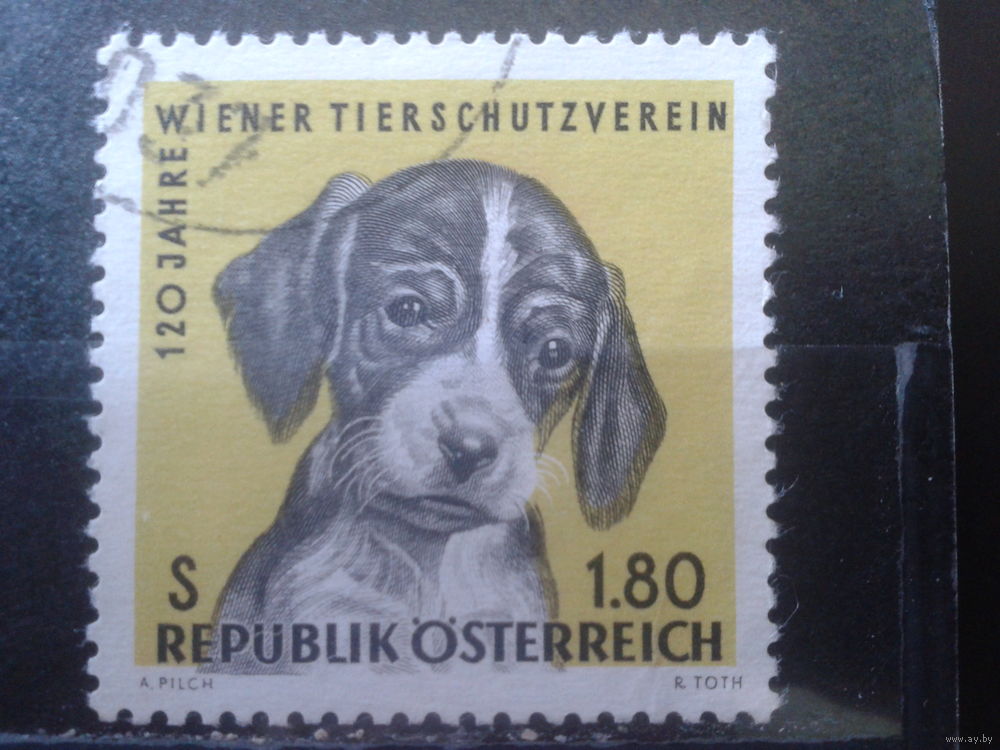 WIENER TIERSCHUTZVEREIN
120 JAHRE
S 1.80
REPUBLIK ÖSTERREICH
A. PILCH R. TOTH
www.ay.by